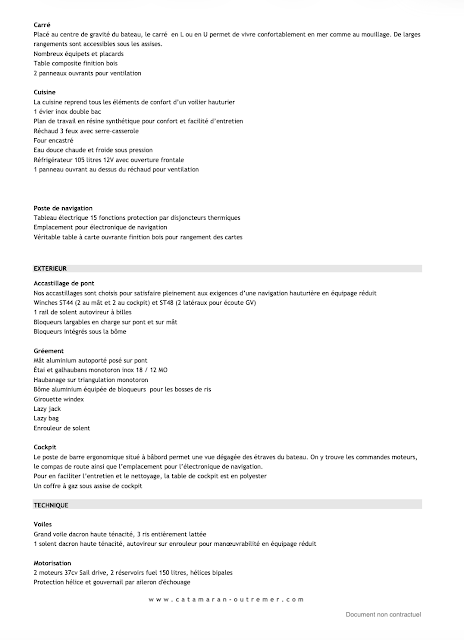 Carré
Placé au centre de gravité du bateau, le carré en L ou en U permet de vivre confortablement en mer comme au mouillage. De larges
rangements sont accessibles sous les assises.
Nombreux équipets et placards
Table composite finition bois
2 panneaux ouvrants pour ventilation
Cuisine
La cuisine reprend tous les éléments de confort d'un voilier hauturier
1 évier inox double bac
Plan de travail en résine synthétique pour confort et facilité d'entretien
Réchaud 3 feux avec serre-casserole
Four encastré
Eau douce chaude et froide sous pression
Réfrigérateur 105 litres 12V avec ouverture frontale
1 panneau ouvrant au dessus du réchaud pour ventilation
Poste de navigation
Tableau électrique 15 fonctions protection par disjoncteurs thermiques
Emplacement pour électronique de navigation
Véritable table à carte ouvrante finition bois pour rangement des cartes
EXTERIEUR
Accastillage de pont
Nos accastillages sont choisis pour satisfaire pleinement aux exigences d'une navigation hauturière en équipage réduit
Winches ST44 (2 au mât et 2 au cockpit) et ST48 (2 latéraux pour écoute GV)
1 rail de solent autovireur à billes
Bloqueurs largables en charge sur pont et sur mât
Bloqueurs intégrés sous la bôme
Gréement
Mât aluminium autoporté posé sur pont
Étai et galhaubans monotoron inox 18 / 12 MO
Haubanage sur triangulation monotoron
Bôme aluminium équipée de bloqueurs pour les bosses de ris
Girouette windex
Lazy jack
Lazy bag
Enrouleur de solent
Cockpit
Le poste de barre ergonomique situé à bâbord permet une vue dégagée des étraves du bateau. On y trouve les commandes moteurs,
le compas de route ainsi que l'emplacement pour l'électronique de navigation.
Pour en faciliter l'entretien et le nettoyage, la table de cockpit est en polyester
Un coffre à gaz sous assise de cockpit
TECHNIQUE
Voiles
Grand voile dacron haute ténacité, 3 ris entièrement lattée
1 solent dacron haute ténacité, autovireur sur enrouleur pour manœuvrabilité en équipage réduit
Motorisation
2 moteurs 37cv Sail drive, 2 réservoirs fuel 150 litres, hélices bipales
Protection hélice et gouvernail par aileron d'échouage
www.catamaran-outremer.com
Document non contractuel